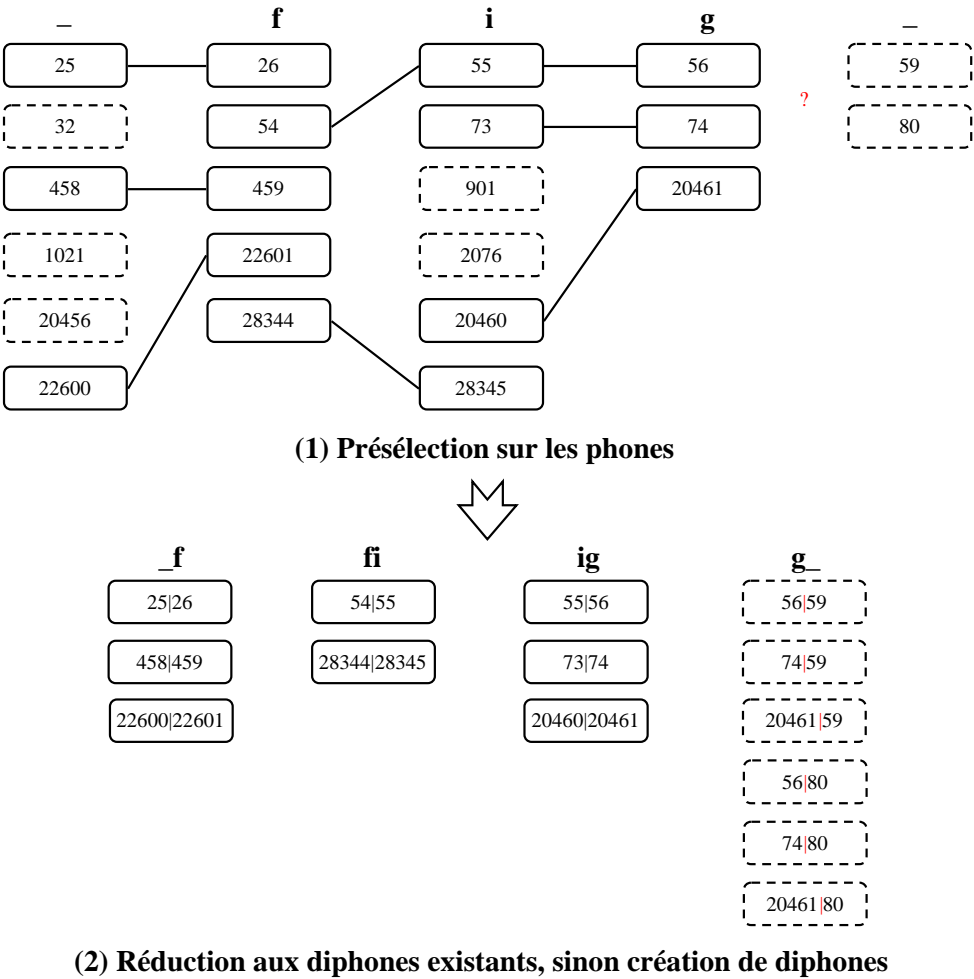 _ f i g _
25 26 55 56 59
32 54 73 74 ? 80
458 459 901 20461
1021 22601 2076
20456 28344 20460
22600 28345
(1) Présélection sur les phones
_f fi ig g_
25|26 54|55 55|56 56|59
458|459 28344|28345 73|74 74|59
22600|22601 20460|20461 20461|59
56|80
74|80
20461|80
(2) Réduction aux diphones existants, sinon création de diphones